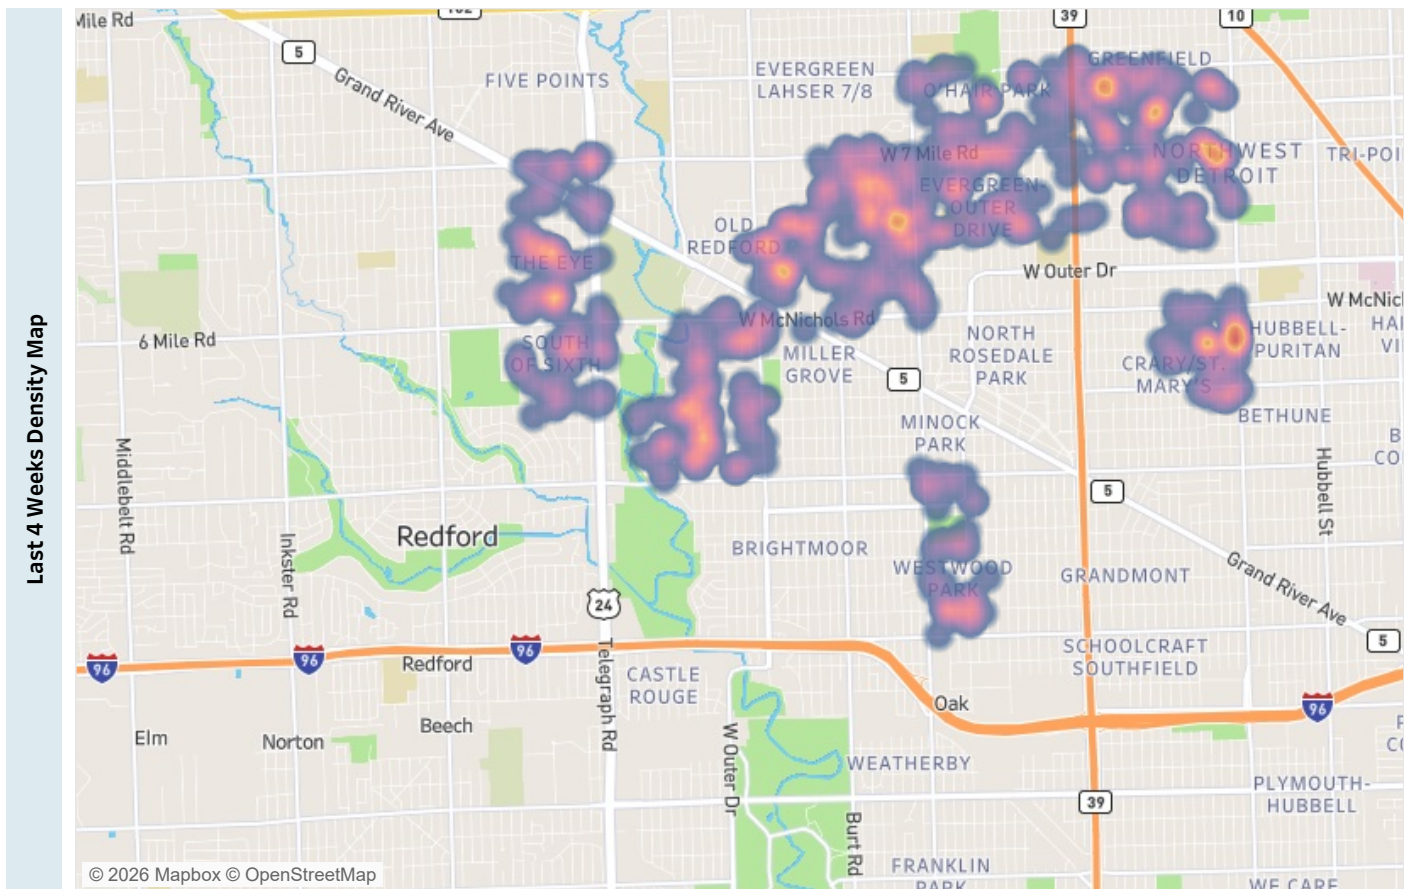 Last 4 Weeks Density Map
Mile Rd
102
39
10
5
Grand River Ave
FIVE POINTS
EVERGREEN
LAHSER 7/8
O'HAIR PARK
GREENFIELD
W 7 Mile Rd
NORTHWEST
DETROIT
EVERGREEN-
OUTER
DRIVE
OLD
REDFORD
THE EYE
W Outer Dr
W McNichols Rd
6 Mile Rd
SOUTH
OF SIXTH
MILLER
GROVE
NORTH
ROSEDALE
PARK
5
CRARY/ST.
MARY'S
HUBBELL-
PURITAN
BETHUNE
MINOCK
PARK
Middlebelt Rd
Hubbell St
5
Redford
Inkster Rd
BRIGHTMOOR
WESTWOOD
PARK
GRANDMONT
Grand River Ave
24
5
96
96
96
Redford
Telegraph Rd
CASTLE
ROUGE
SCHOOLCRAFT
SOUTHFIELD
Oak
96
Elm
Norton
Beech
W Outer Dr
WEATHERBY
PLYMOUTH-
HUBBELL
39
Burt Rd
FRANKLIN
PARK
WE CARE
© 2026 Mapbox © OpenStreetMap